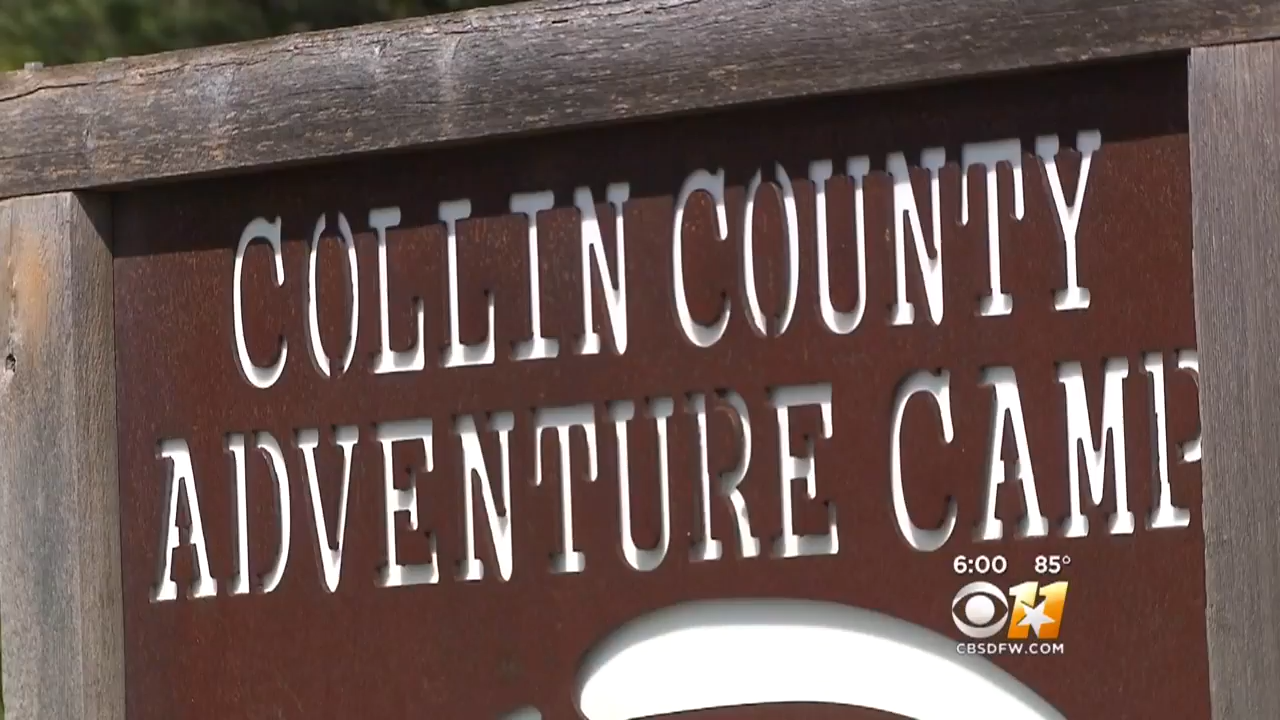 COLLIN COUNTY
ADVENTURE CAMP
6:00 85°
11
CBSDFW.COM